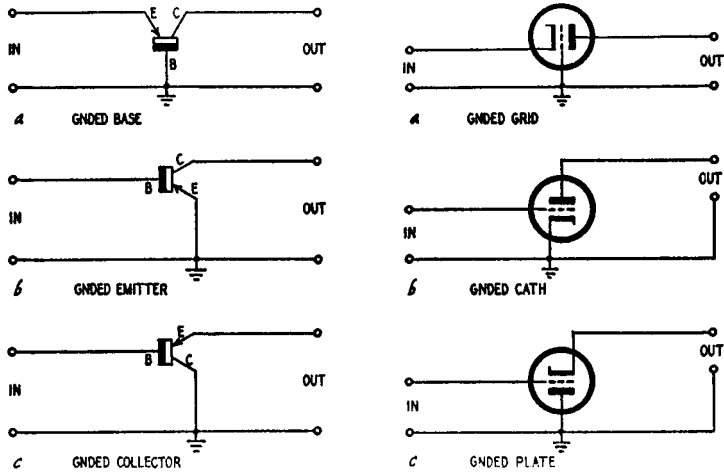 E C
IN OUT
B
a GNDED BASE
IN OUT
a GNDED GRID
C
B E
IN OUT
b GNDED EMITTER
OUT
IN
b GNDED CATH
E
B C
IN OUT
c GNDED COLLECTOR
OUT
IN
c GNDED PLATE